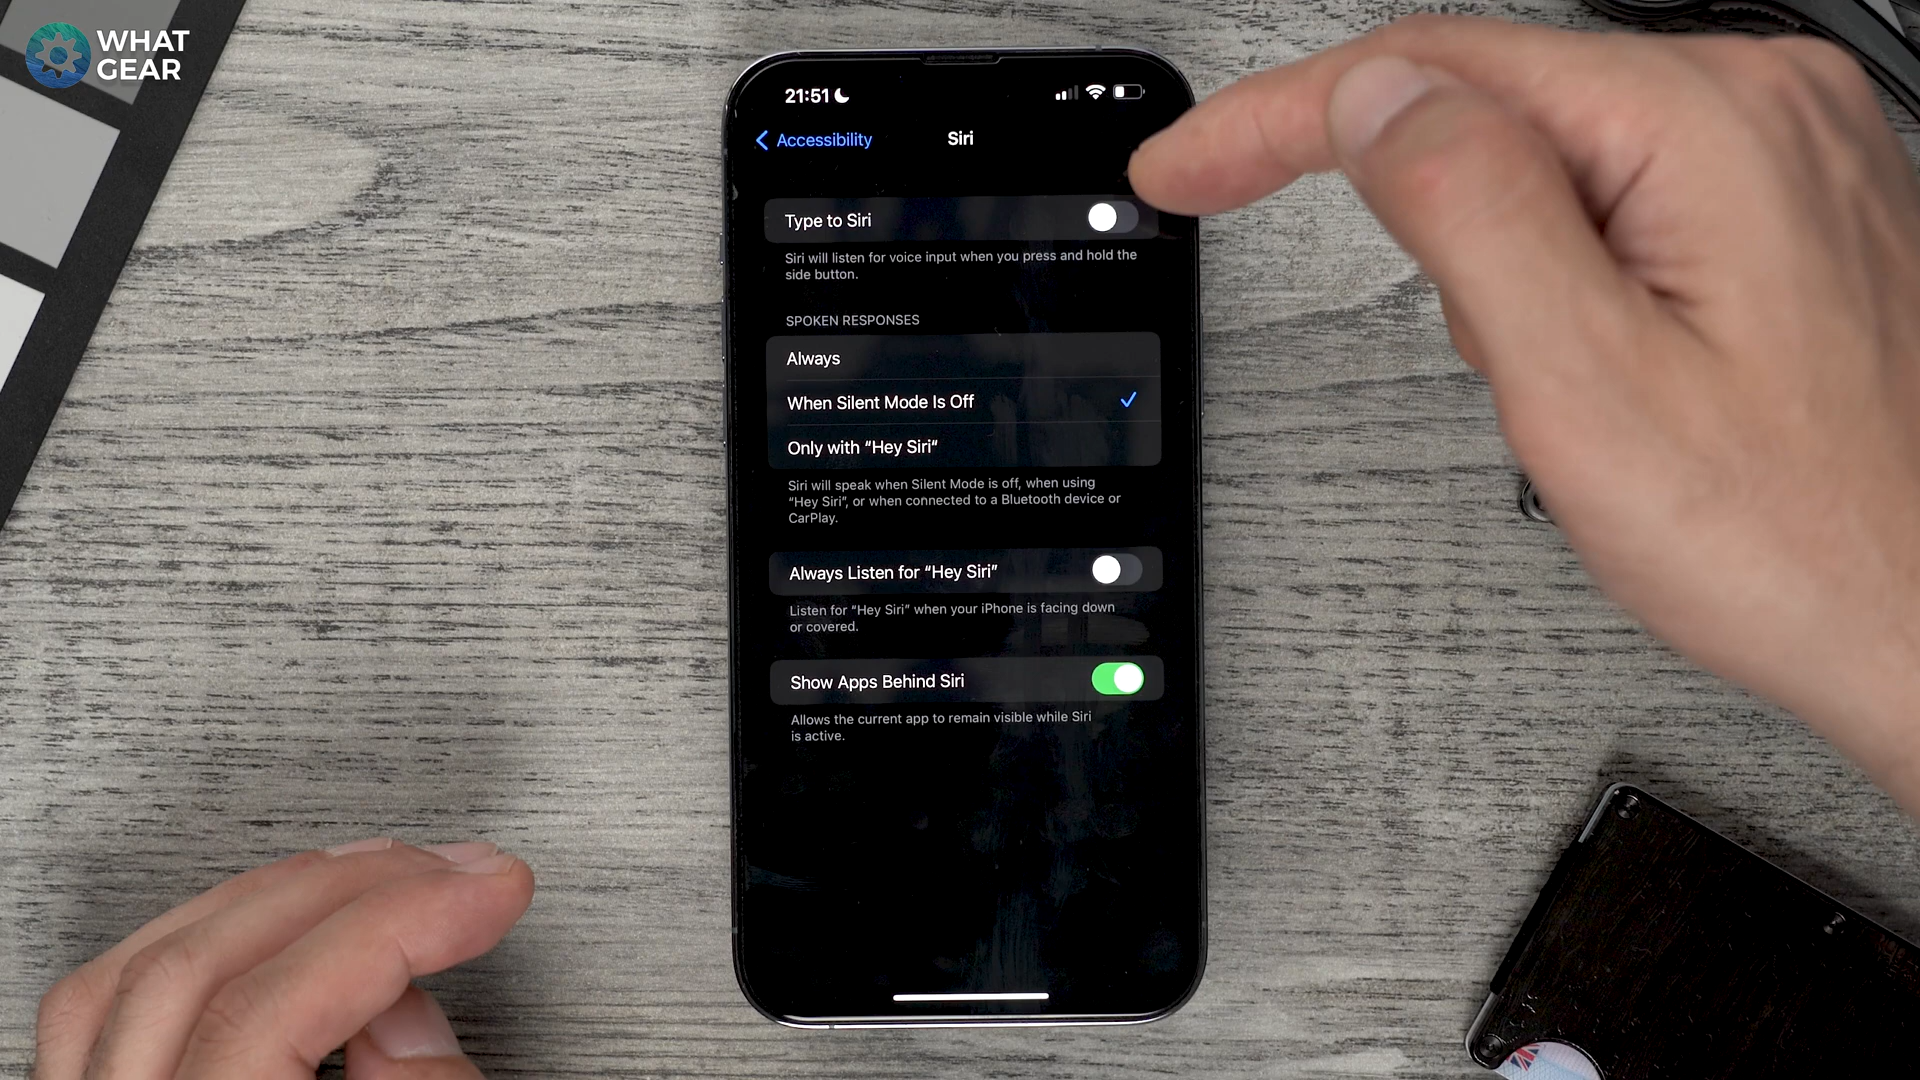 WHAT
GEAR
21:51
Accessibility
Siri
Type to Siri
Siri will listen for voice input when you press and hold the
side button.
SPOKEN RESPONSES
Always
When Silent Mode Is Off
Only with “Hey Siri“
Siri will speak when Silent Mode is off, when using
“Hey Siri”, or when connected to a Bluetooth device or
CarPlay.
Always Listen for “Hey Siri”
Listen for “Hey Siri” when your iPhone is facing down
or covered.
Show Apps Behind Siri
Allows the current app to remain visible while Siri
is active.